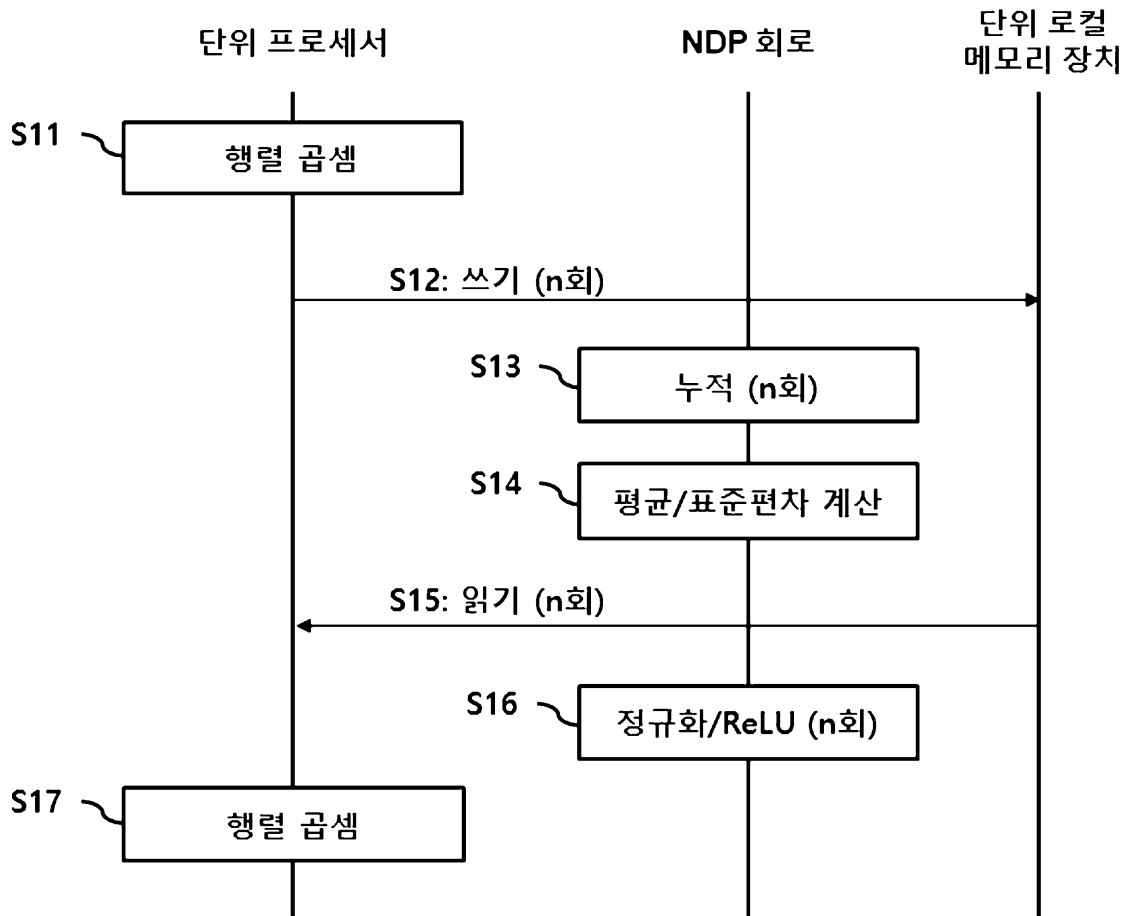 단위 프로세서
NDP 회로
단위 로컬
메모리 장치
S11
행렬 곱셈
S12: 쓰기 (n회)
S13
누적 (n회)
S14
평균/표준편차 계산
S15: 읽기 (n회)
S16
정규화/ReLU (n회)
S17
행렬 곱셈